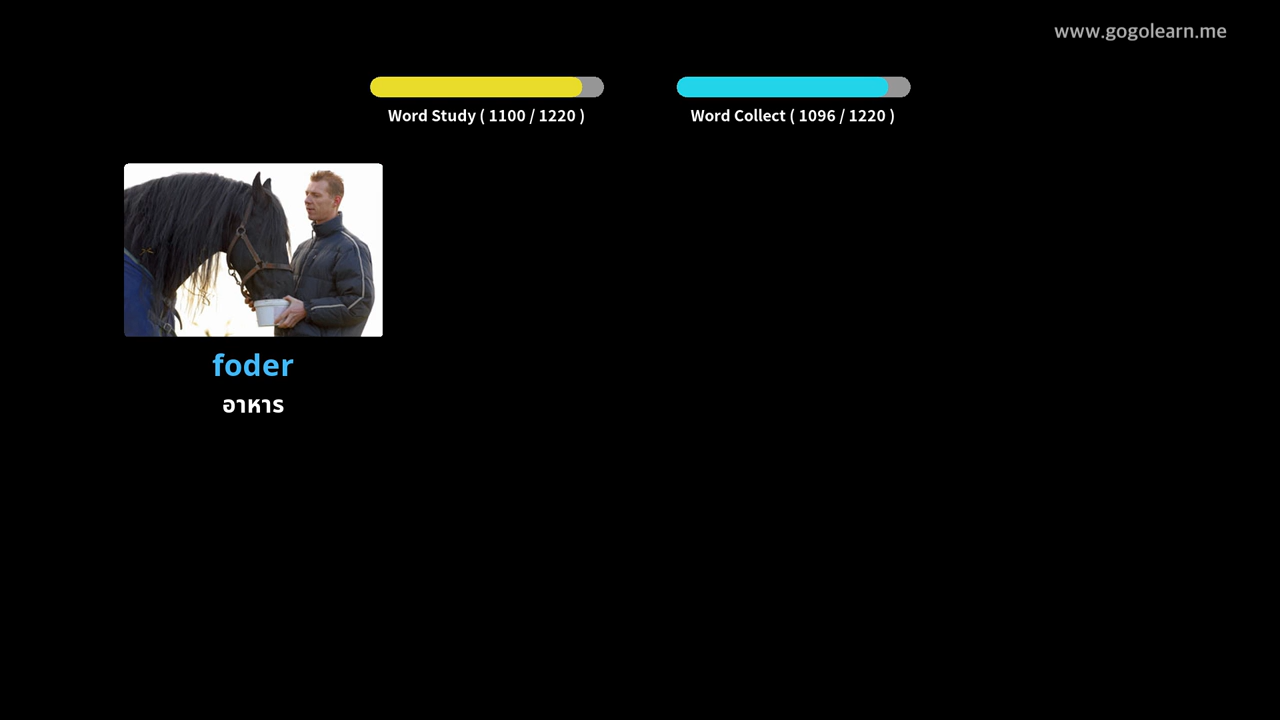 www.gogolearn.me
Word Study ( 1100 / 1220 )
Word Collect ( 1096 / 1220 )
foder
อาหาร